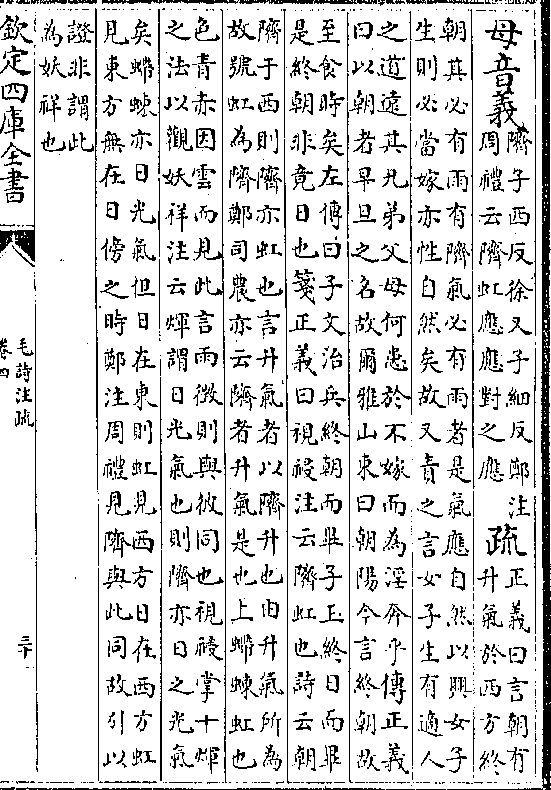 母音義隮子西反徐又子細反鄭注
周禮云隮虹應應對之應疏正義曰言朝有
升氣於西方終
朝其必有雨有隮氣必有雨者是氣應自然以興女子
生則必當嫁亦性自然矣故又責之言女子生有適人
之道遠其兄弟父母何患於不嫁而為淫奔乎傳正義
曰以朝者早旦之名故爾雅山東曰朝陽今言終朝故
至食時矣左傳曰子文治兵終朝而畢子玉終日而畢
是終朝非竟日也箋正義曰視祲注云隮虹也詩云朝
隮于西則隮亦虹也言升氣者以隮升也由升氣所為
故號虹為隮鄭司農亦云隮者升氣是也上蝃蝀虹也
色青赤因雲而見此言雨徵則與彼同也視祲掌十煇
之法以觀妖祥注云煇謂日光氣也則隮亦日之光氣
矣蝃蝀亦日光氣但日在東則虹見西方日在西方虹
見東方無在日傍之時鄭注周禮見隮與此同故引以
證非謂此
為妖祥也
欽定四庫全書
毛詩注疏
卷四
三十